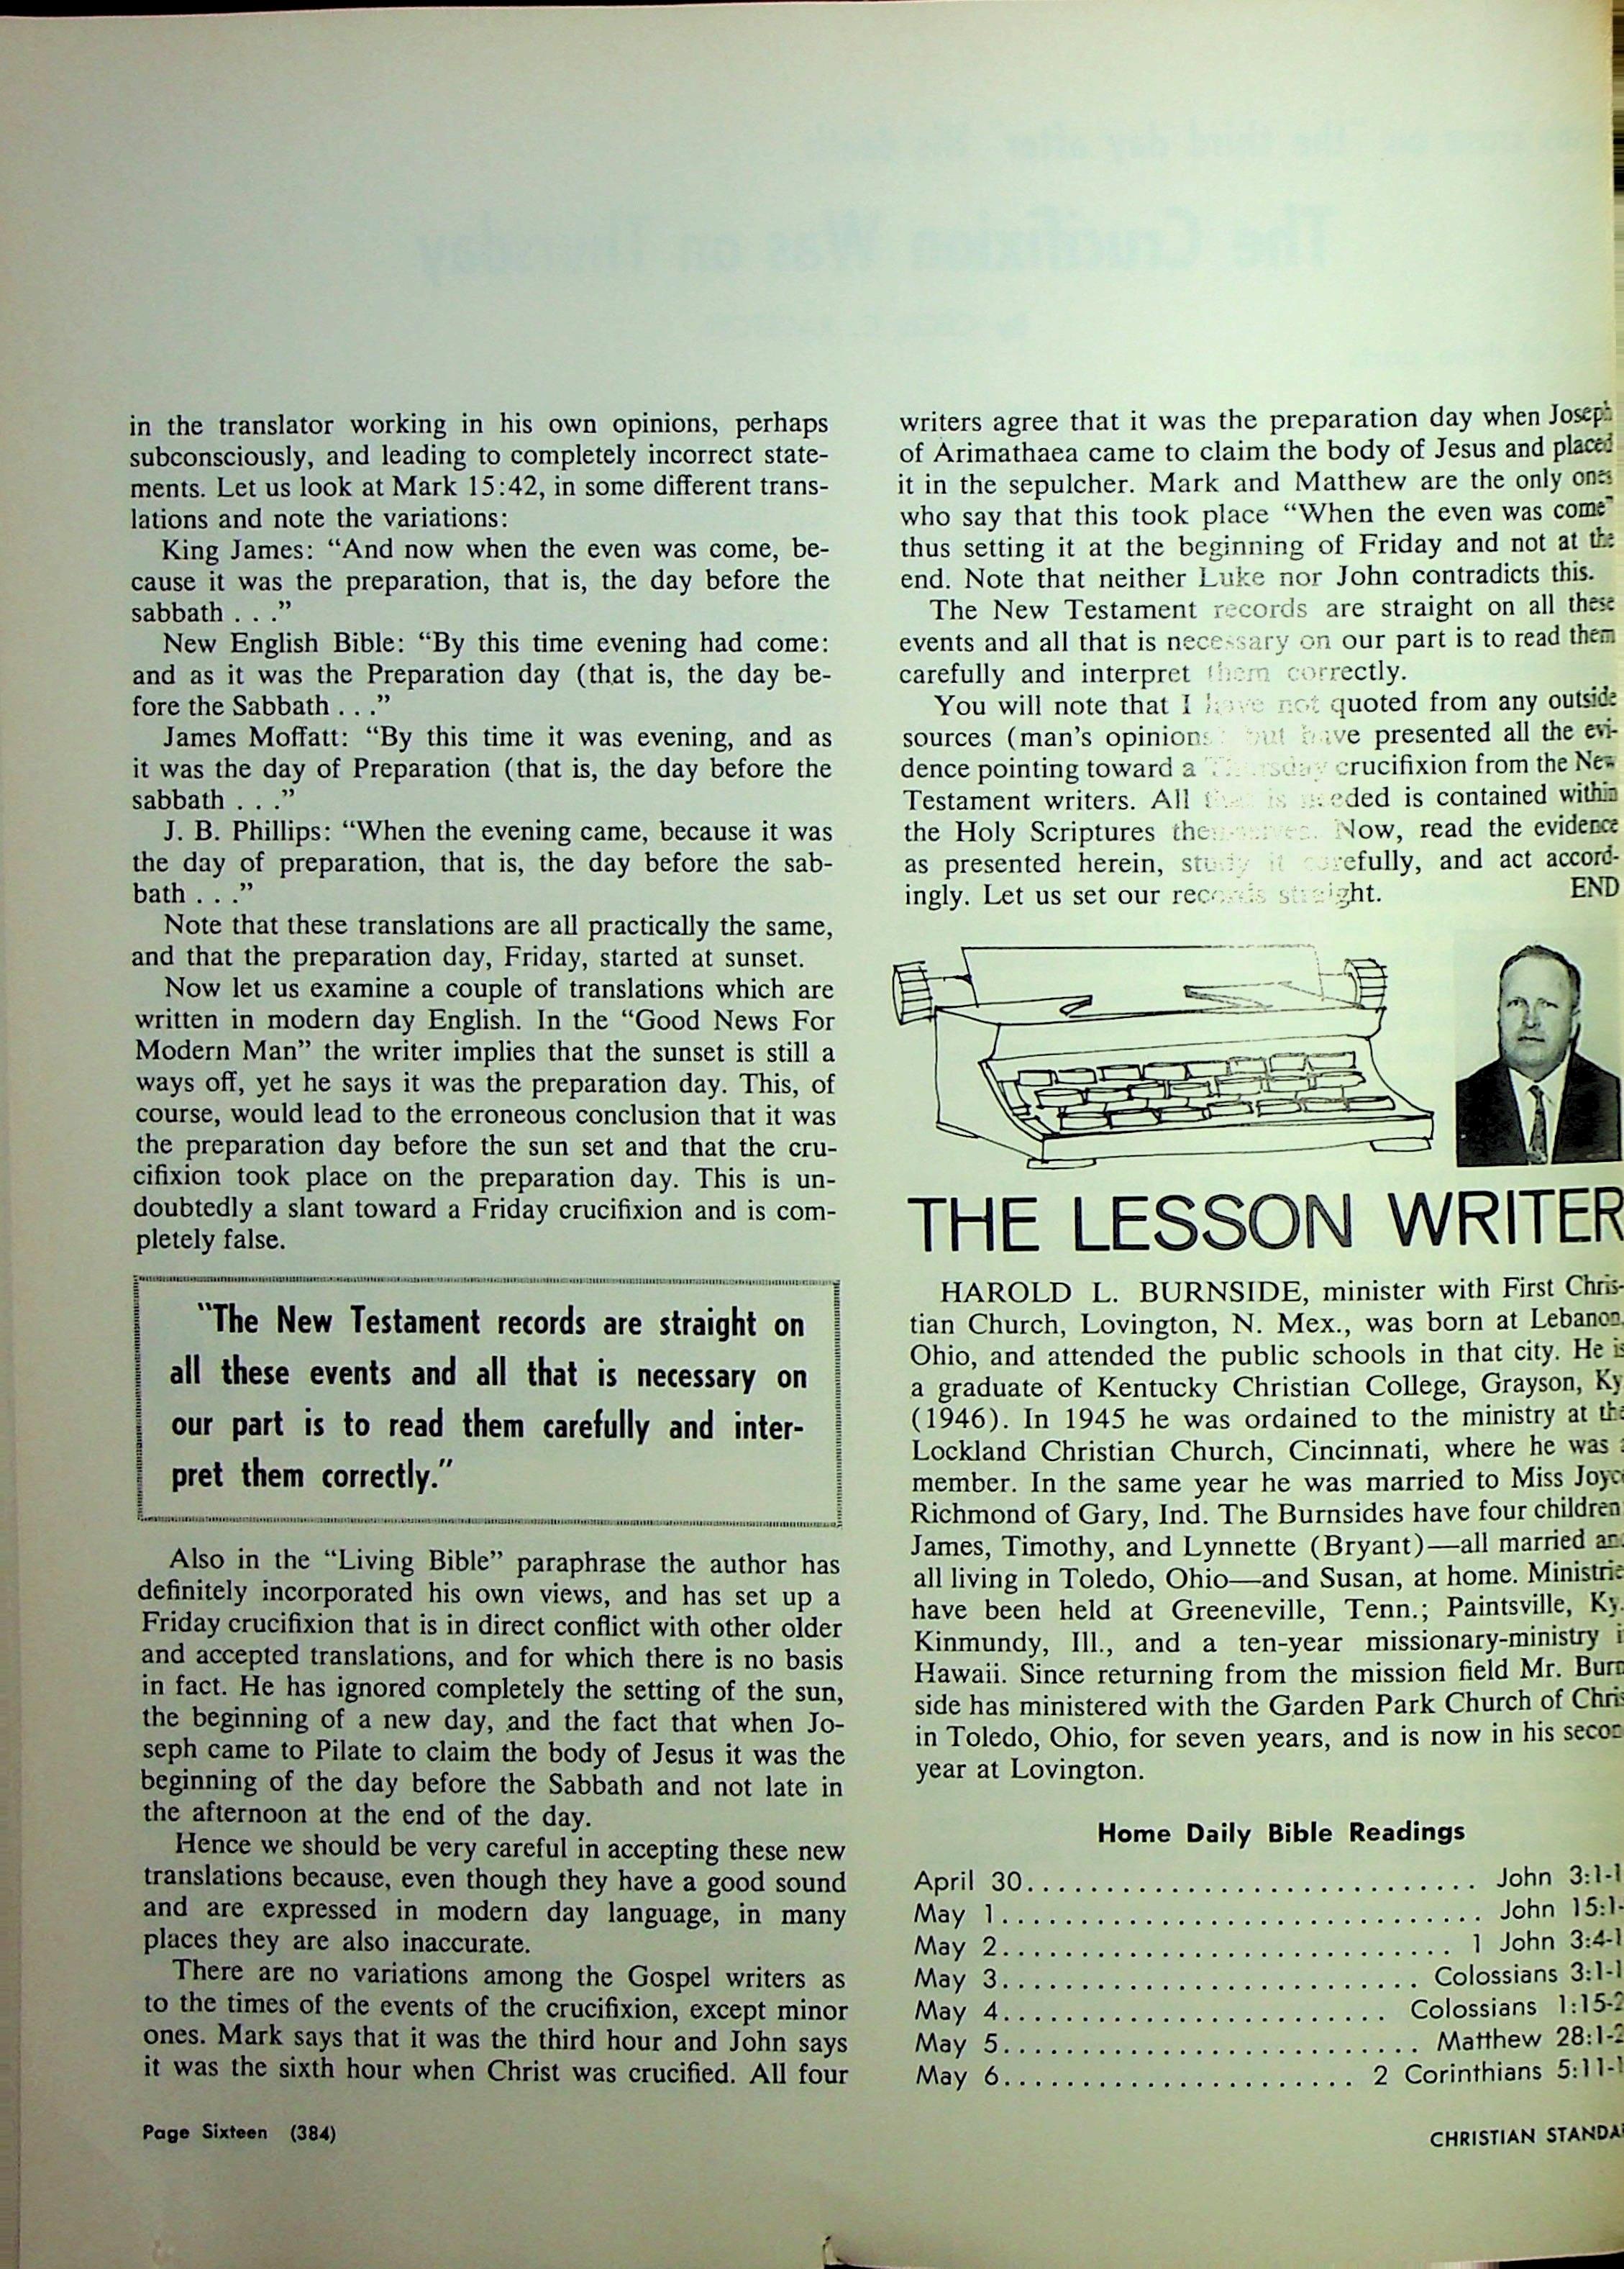 in the translator working in his own opinions, perhaps
subconsciously, and leading to completely incorrect state-
ments. Let us look at Mark 15:42, in some different trans-
lations and note the variations:
King James: “And now when the even was come, be-
cause it was the preparation, that is, the day before the
sabbath . . .”
New English Bible: “By this time evening had come:
and as it was the Preparation day (that is, the day be-
fore the Sabbath . . .”
James Moffatt: “By this time it was evening, and as
it was the day of Preparation (that is, the day before the
sabbath . . .”
J. B. Phillips: “When the evening came, because it was
the day of preparation, that is, the day before the sab-
bath . . .”
Note that these translations are all practically the same,
and that the preparation day, Friday, started at sunset.
Now let us examine a couple of translations which are
written in modern day English. In the “Good News For
Modern Man” the writer implies that the sunset is still a
ways off, yet he says it was the preparation day. This, of
course, would lead to the erroneous conclusion that it was
the preparation day before the sun set and that the cru-
cifixion took place on the preparation day. This is un-
doubtedly a slant toward a Friday crucifixion and is com-
pletely false.
“The New Testament records are straight on
all these events and all that is necessary on
our part is to read them carefully and inter-
pret them correctly.”
Also in the “Living Bible” paraphrase the author has
definitely incorporated his own views, and has set up a
Friday crucifixion that is in direct conflict with other older
and accepted translations, and for which there is no basis
in fact. He has ignored completely the setting of the sun,
the beginning of a new day, and the fact that when Jo-
seph came to Pilate to claim the body of Jesus it was the
beginning of the day before the Sabbath and not late in
the afternoon at the end of the day.
Hence we should be very careful in accepting these new
translations because, even though they have a good sound
and are expressed in modern day language, in many
places they are also inaccurate.
There are no variations among the Gospel writers as
to the times of the events of the crucifixion, except minor
ones. Mark says that it was the third hour and John says
it was the sixth hour when Christ was crucified. All four
writers agree that it was the preparation day when Joseph
of Arimathaea came to claim the body of Jesus and placed
it in the sepulcher. Mark and Matthew are the only ones
who say that this took place “When the even was come”
thus setting it at the beginning of Friday and not at the
end. Note that neither Luke nor John contradicts this.
The New Testament records are straight on all these
events and all that is necessary on our part is to read them
carefully and interpret them correctly.
You will note that I have not quoted from any outside
sources (man’s opinions) but have presented all the evi-
dence pointing toward a Thursday crucifixion from the New
Testament writers. All that is needed is contained within
the Holy Scriptures themselves. Now, read the evidence
as presented herein, study it carefully, and act accord-
ingly. Let us set our records straight. END
THE LESSON WRITER
HAROLD L. BURNSIDE, minister with First Chris-
tian Church, Lovington, N. Mex., was born at Lebanon,
Ohio, and attended the public schools in that city. He is
a graduate of Kentucky Christian College, Grayson, Ky
(1946). In 1945 he was ordained to the ministry at the
Lockland Christian Church, Cincinnati, where he was
member. In the same year he was married to Miss Joyce
Richmond of Gary, Ind. The Burnsides have four children
James, Timothy, and Lynnette (Bryant)—all married
all living in Toledo, Ohio—and Susan, at home. Ministrie
have been held at Greeneville, Tenn.; Paintsville, Ky.
Kinmundy, Ill., and a ten-year missionary-ministry
Hawaii. Since returning from the mission field Mr. Burn
side has ministered with the Garden Park Church of Chris
in Toledo, Ohio, for seven years, and is now in his secon
year at Lovington.
Home Daily Bible Readings
April 30. . . . . . . . . . . . . . . . . . . . . . . . . . . . . John 3:1-1
May 1. . . . . . . . . . . . . . . . . . . . . . . . . . . . . . . John 15:1-
May 2. . . . . . . . . . . . . . . . . . . . . . . . . . . . . 1 John 3:4-1
May 3. . . . . . . . . . . . . . . . . . . . . . . . . . . Colossians 3:1-1
May 4. . . . . . . . . . . . . . . . . . . . . . . . . Colossians 1:15-2
May 5. . . . . . . . . . . . . . . . . . . . . . . . . . . Matthew 28:1-2
May 6. . . . . . . . . . . . . . . . . . . . . . . 2 Corinthians 5:11-1
Page Sixteen (384)
CHRISTIAN STANDA